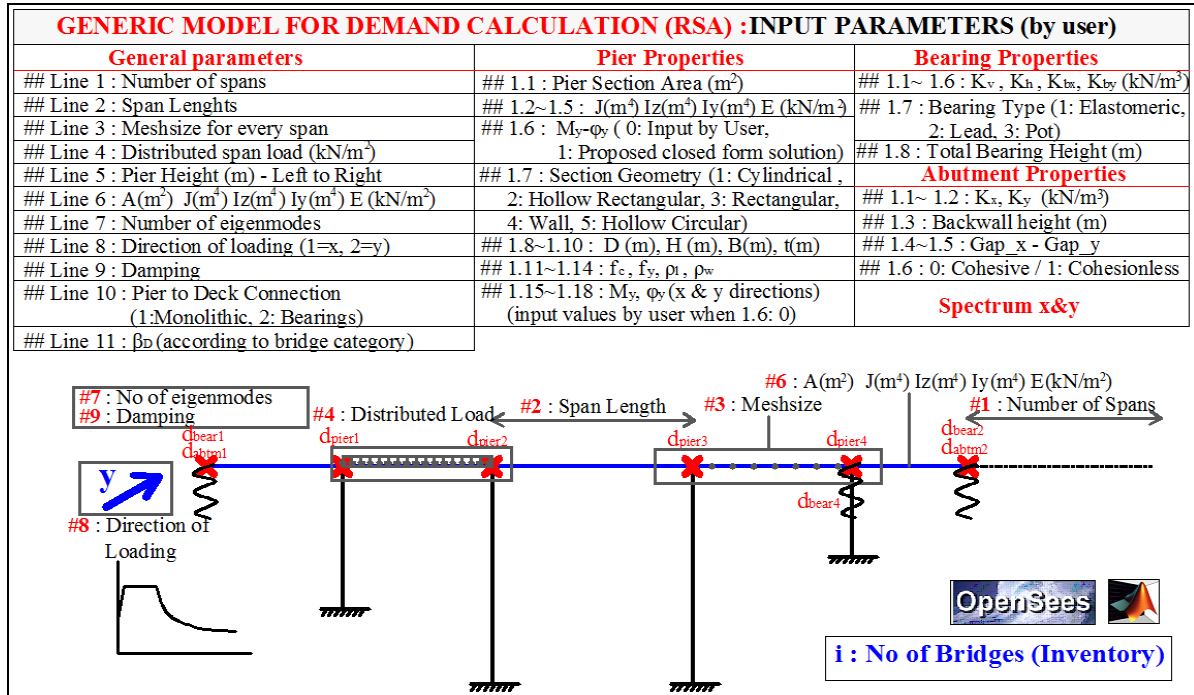 GENERIC MODEL FOR DEMAND CALCULATION (RSA) :INPUT PARAMETERS (by user)
General parameters
## Line 1 : Number of spans
## Line 2 : Span Lenghts
## Line 3 : Meshsize for every span
## Line 4 : Distributed span load (kN/m²)
## Line 5 : Pier Height (m) - Left to Right
## Line 6 : A(m²) J(m⁴) Iz(m⁴) Iy(m⁴) E (kN/m²)
## Line 7 : Number of eigenmodes
## Line 8 : Direction of loading (1=x, 2=y)
## Line 9 : Damping
## Line 10 : Pier to Deck Connection
(1:Monolithic, 2: Bearings)
## Line 11 : βD (according to bridge category)
Pier Properties
## 1.1 : Pier Section Area (m²)
## 1.2~1.5 : J(m⁴) Iz(m⁴) Iy(m⁴) E (kN/m²)
## 1.6 : My-φy ( 0: Input by User,
1: Proposed closed form solution)
## 1.7 : Section Geometry (1: Cylindrical ,
2: Hollow Rectangular, 3: Rectangular,
4: Wall, 5: Hollow Circular)
## 1.8~1.10 : D (m), H (m), B(m), t(m)
## 1.11~1.14 : fc , fy, ρl , ρw
## 1.15~1.18 : My, φy (x & y directions)
(input values by user when 1.6: 0)
Bearing Properties
## 1.1~ 1.6 : Kv , Kh , Kbx, Kby (kN/m³)
## 1.7 : Bearing Type (1: Elastomeric,
2: Lead, 3: Pot)
## 1.8 : Total Bearing Height (m)
Abutment Properties
## 1.1~ 1.2 : Kx, Ky (kN/m³)
## 1.3 : Backwall height (m)
## 1.4~1.5 : Gap_x - Gap_y
## 1.6 : 0: Cohesive / 1: Cohesionless
Spectrum x&y
#7 : No of eigenmodes
#9 : Damping
#4 : Distributed Load
#2 : Span Length
#6 : A(m²) J(m⁴) Iz(m⁴) Iy(m⁴) E(kN/m²)
#3 : Meshsize
#1 : Number of Spans
dbear1
dabtm1
dpier1
dpier2
dpier3
dpier4
dbear2
dabtm2
dbear4
y
#8 : Direction of
Loading
OpenSees
i : No of Bridges (Inventory)